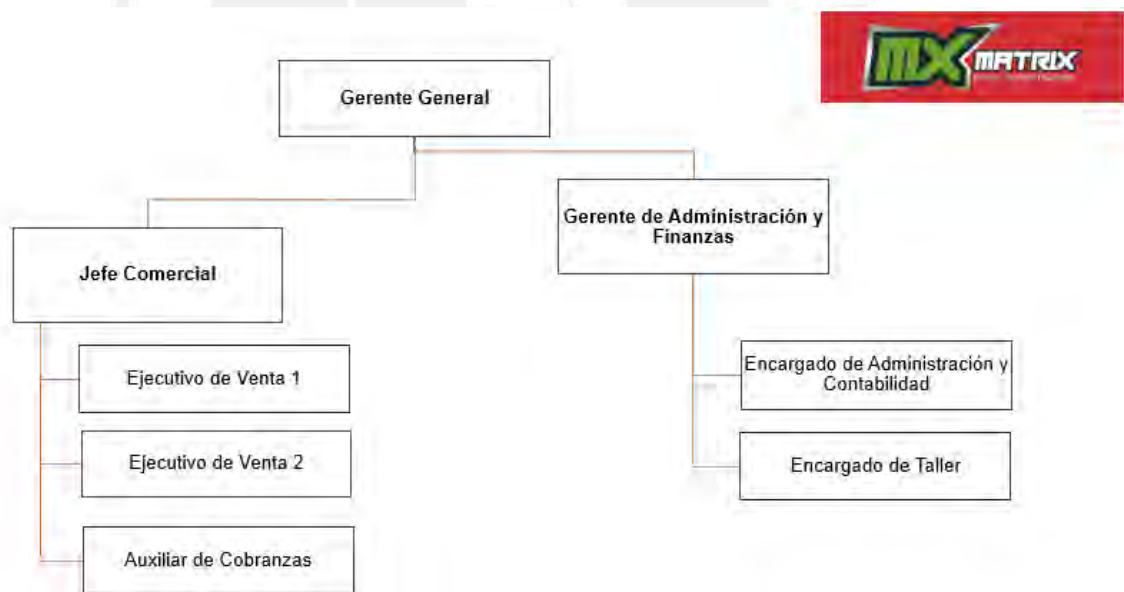 MX MATRIX
Gerente General
Gerente de Administración y
Finanzas
Jefe Comercial
Ejecutivo de Venta 1
Ejecutivo de Venta 2
Auxiliar de Cobranzas
Encargado de Administración y
Contabilidad
Encargado de Taller